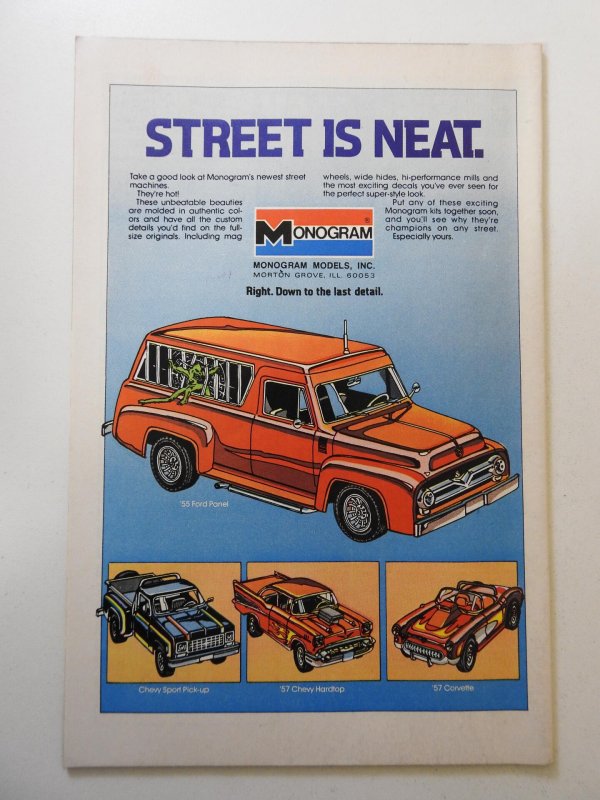 STREET IS NEAT.
Take a good look at Monogram's newest street
machines.
They're hot!
These unbeatable beauties
are molded in authentic col-
ors and have all the custom
details you'd find on the full-
size originals. Including mag
wheels, wide hides, hi-performance mills and
the most exciting decals you've ever seen for
the perfect super-style look.
Put any of these exciting
Monogram kits together soon,
and you'll see why they're
champions on any street.
Especially yours.
MONOGRAM®
MONOGRAM MODELS, INC.
MORTON GROVE, ILL 60053
Right. Down to the last detail.
'55 Ford Panel
Chevy Sport Pick-up
'57 Chevy Hardtop
'57 Corvette